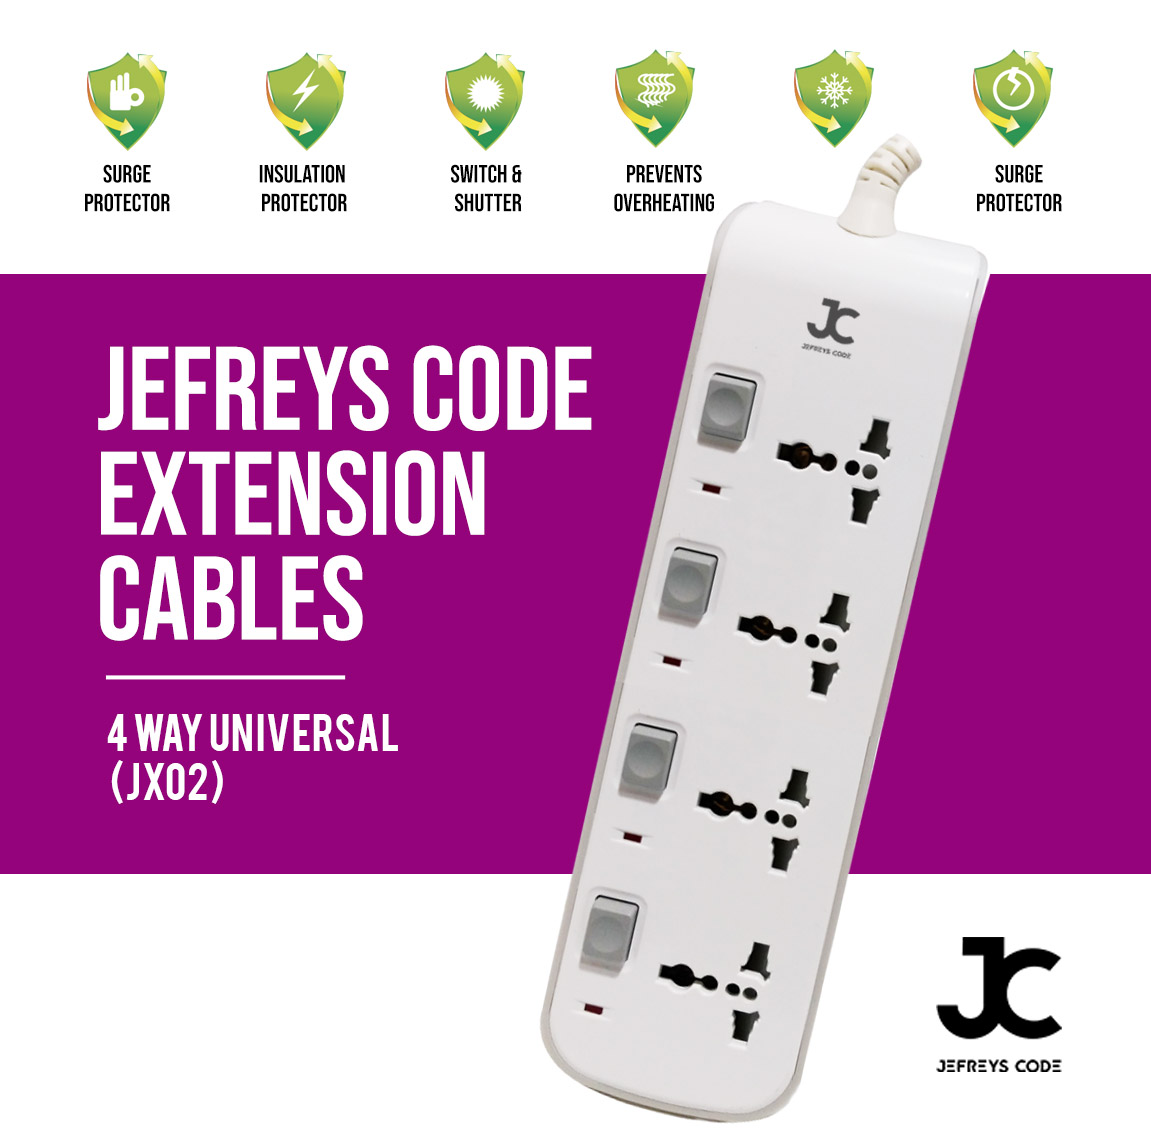 SURGE
PROTECTOR
INSULATION
PROTECTOR
SWITCH &
SHUTTER
PREVENTS
OVERHEATING
SURGE
PROTECTOR
JC
JEFREYS CODE
JEFREYS CODE
EXTENSION
CABLES
4 WAY UNIVERSAL
(JX02)
JC
JEFREYS CODE